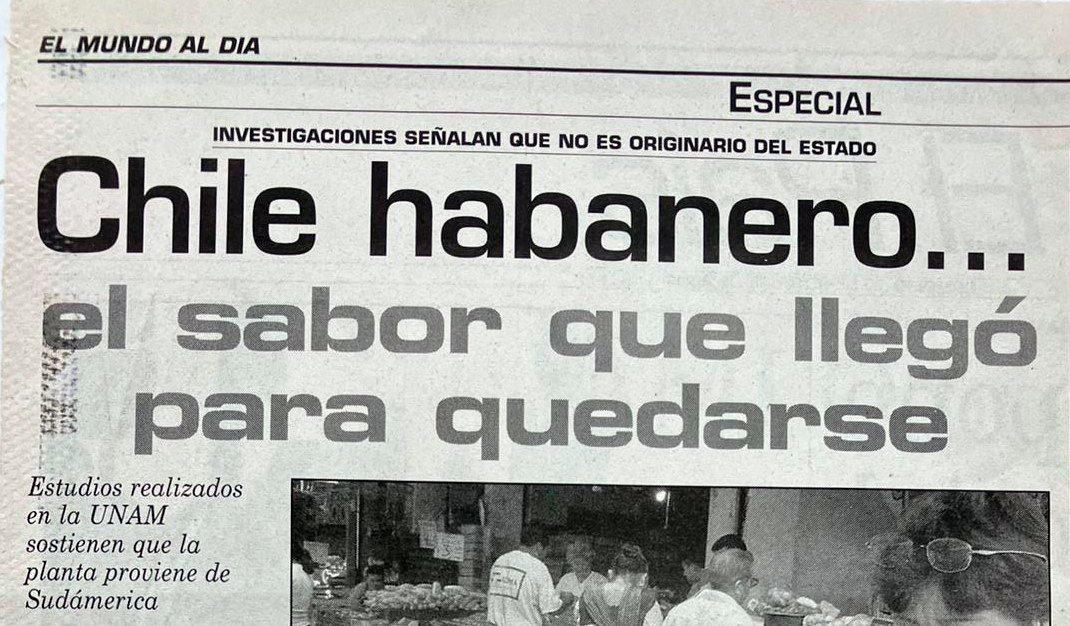 EL MUNDO AL DIA
ESPECIAL
INVESTIGACIONES SEÑALAN QUE NO ES ORIGINARIO DEL ESTADO
Chile habanero...
el sabor que llegó
para quedarse
Estudios realizados
en la UNAM
sostienen que la
planta proviene de
Sudámerica